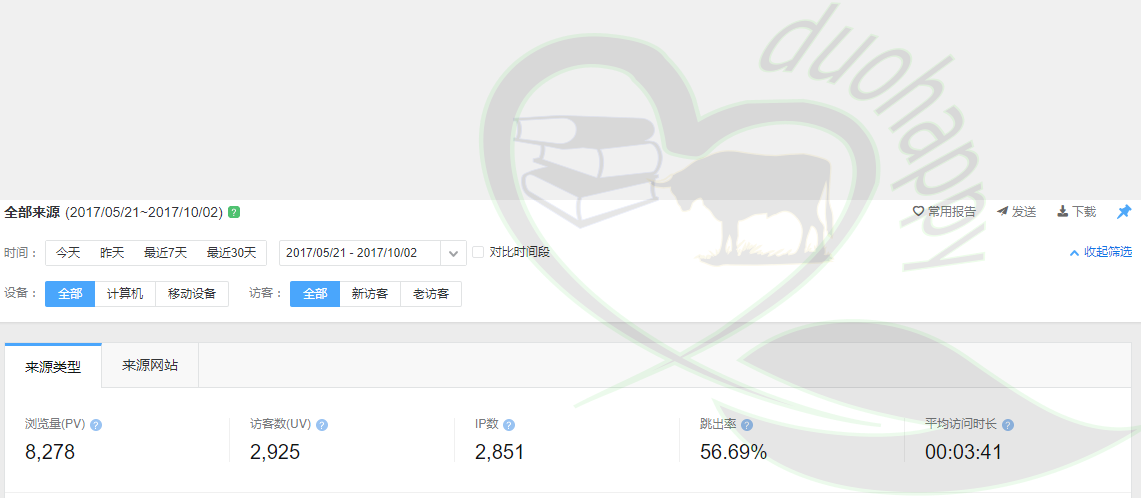 duohappy
全部来源 (2017/05/21~2017/10/02) ?
常用报告 发送 下载
时间： 今天 昨天 最近7天 最近30天 2017/05/21 - 2017/10/02 对比时间段 收起筛选
设备： 全部 计算机 移动设备 访客： 全部 新访客 老访客
来源类型 来源网站
浏览量(PV) ? 访客数(UV) ? IP数 ? 跳出率 ? 平均访问时长 ?
8,278 2,925 2,851 56.69% 00:03:41